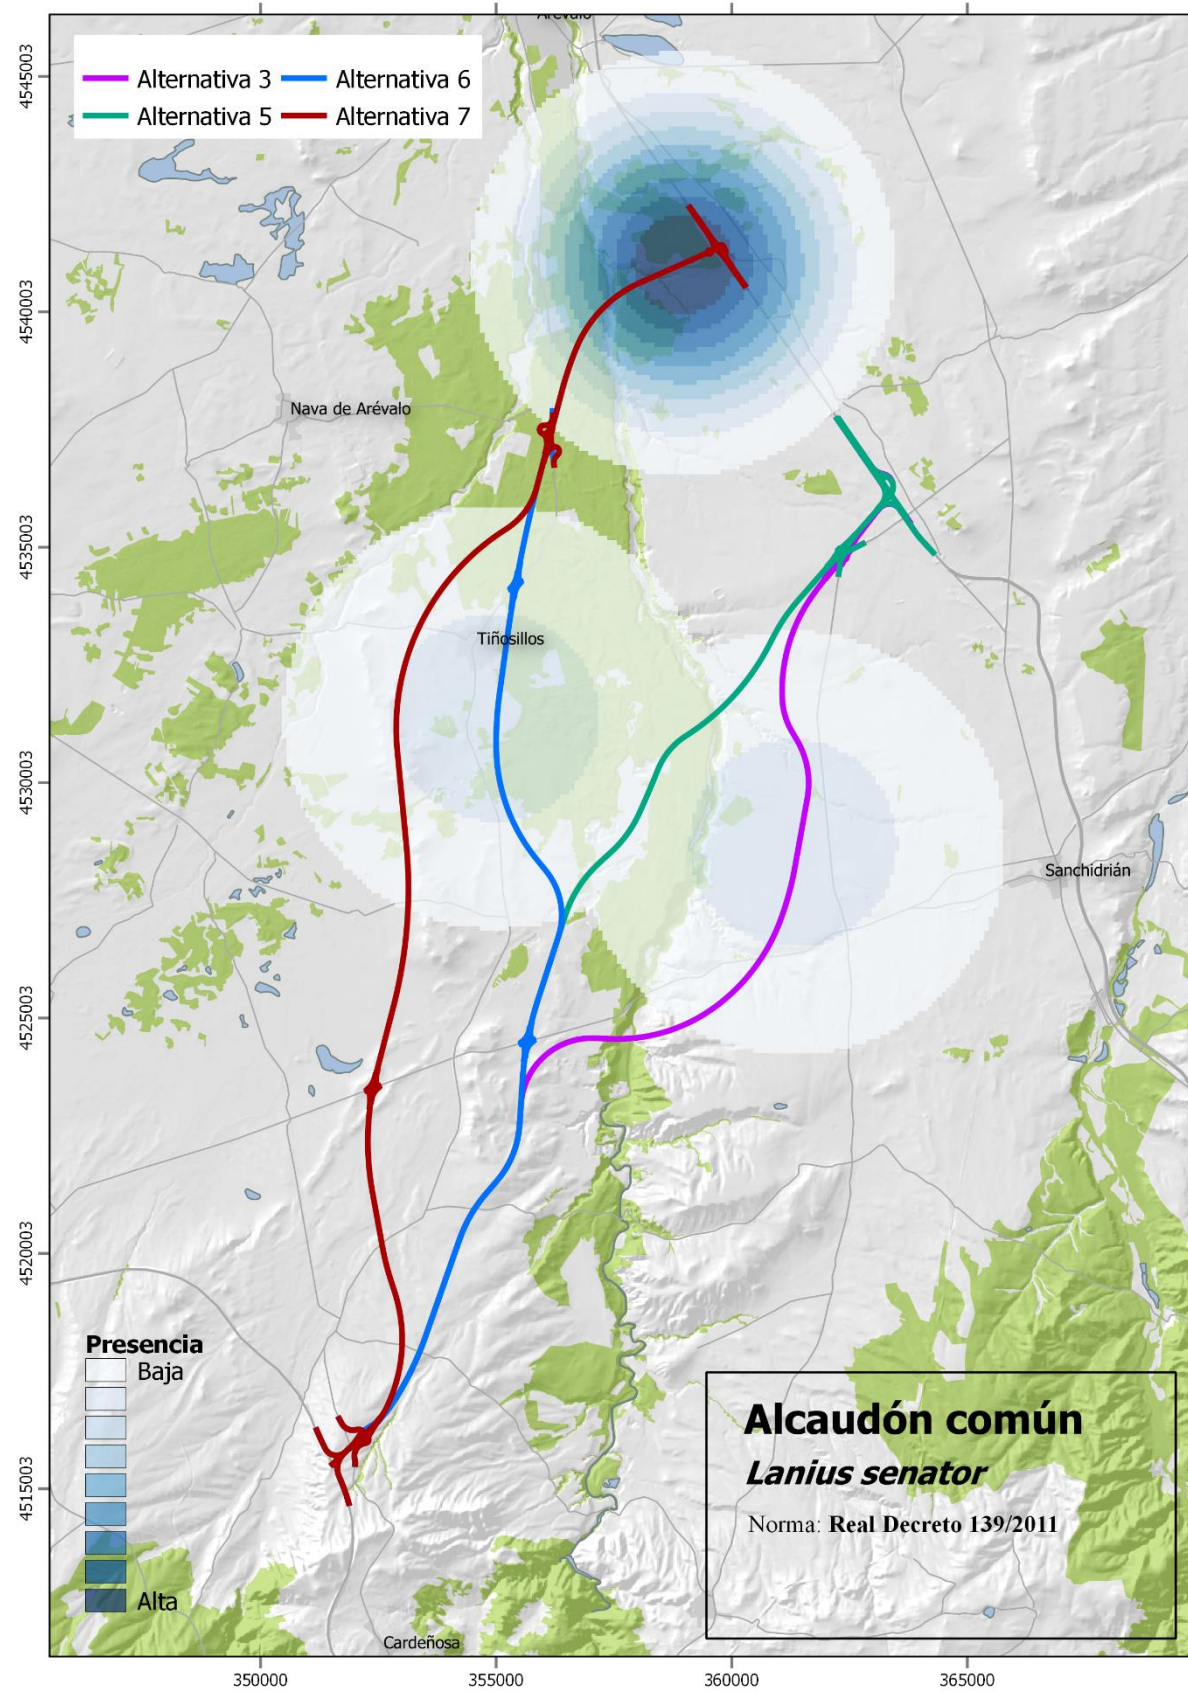 Arévalo
Alternativa 3
Alternativa 6
Alternativa 5
Alternativa 7
4545003
4540003
4535003
4530003
4525003
4520003
4515003
Nava de Arévalo
Tiñosillos
Sanchidrián
Cardeñosa
Presencia
Baja
Alta
Alcaudón común
Lanius senator
Norma: Real Decreto 139/2011
350000
355000
360000
365000